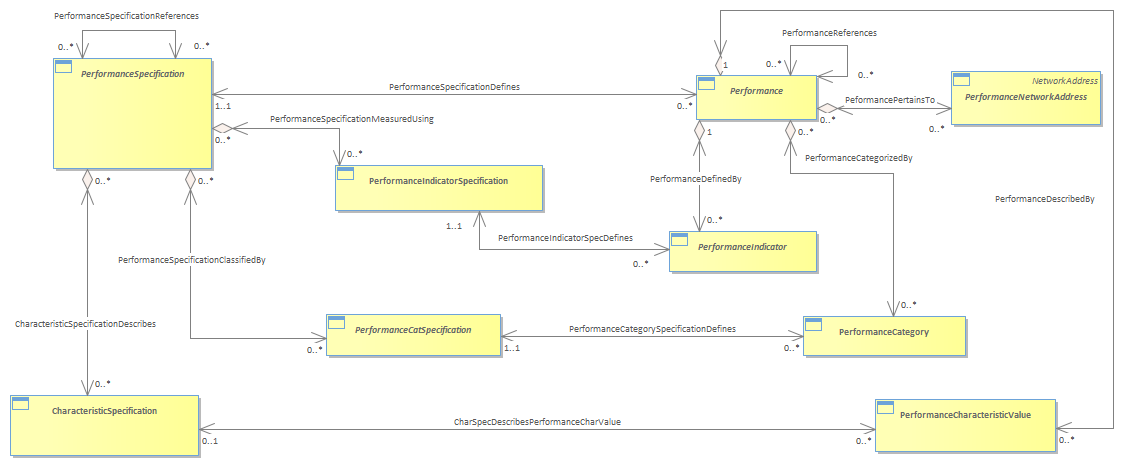 PerformanceSpecificationReferences
0..*
0..*
PerformanceSpecification
PerformanceReferences
1
0..*
0..*
Performance
NetworkAddress
PerformanceNetworkAddress
PerformanceSpecificationDefines
1..1
0..*
PeformancePertainsTo
0..*
0..*
PerformanceSpecificationMeasuredUsing
0..*
0..*
1
0..*
PerformanceCategorizedBy
PerformanceIndicatorSpecification
0..*
0..*
PerformanceDefinedBy
PerformanceDescribedBy
1..1
0..*
PerformanceIndicatorSpecDefines
PerformanceIndicator
0..*
PerformanceSpecificationClassifiedBy
0..*
CharacteristicSpecificationDescribes
PerformanceCatSpecification
PerformanceCategorySpecificationDefines
PerformanceCategory
0..*
1..1
0..*
0..*
CharacteristicSpecification
PerformanceCharacteristicValue
CharSpecDescribesPerformanceCharValue
0..1
0..*
0..*